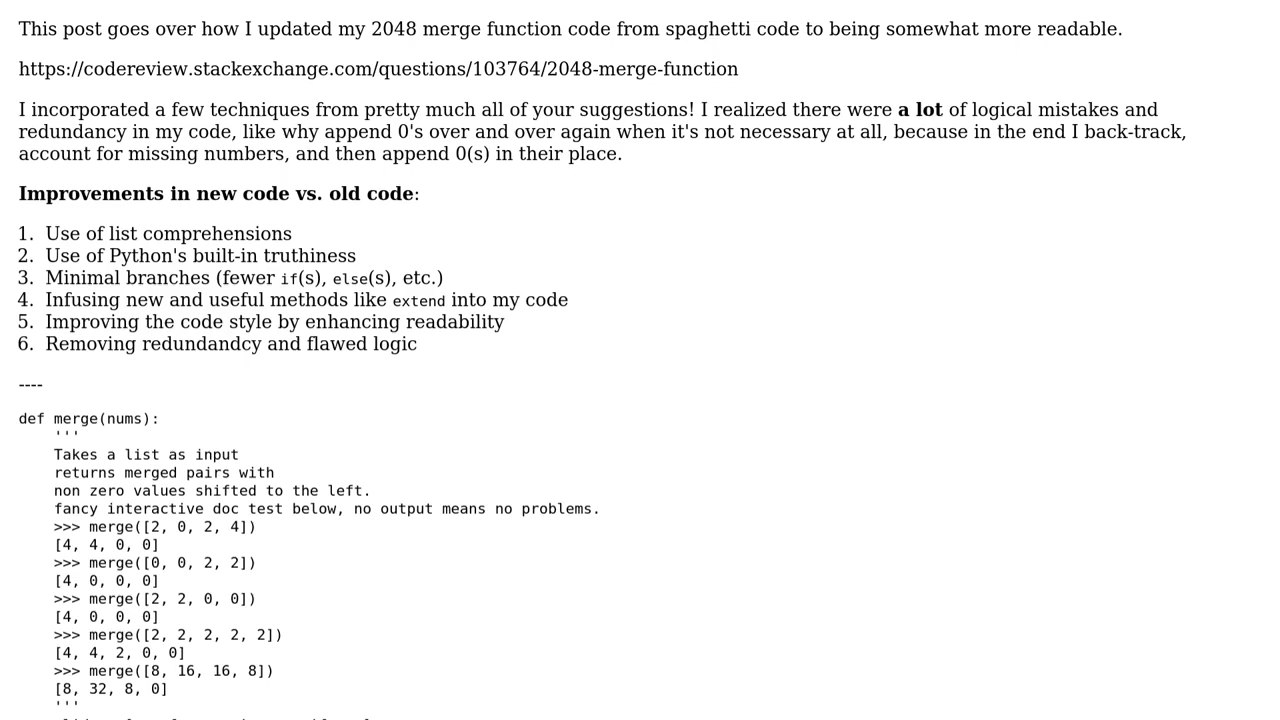 This post goes over how I updated my 2048 merge function code from spaghetti code to being somewhat more readable.
https://codereview.stackexchange.com/questions/103764/2048-merge-function
I incorporated a few techniques from pretty much all of your suggestions! I realized there were a lot of logical mistakes and
redundancy in my code, like why append 0's over and over again when it's not necessary at all, because in the end I back-track,
account for missing numbers, and then append 0(s) in their place.
Improvements in new code vs. old code:
1. Use of list comprehensions
2. Use of Python's built-in truthiness
3. Minimal branches (fewer if(s), else(s), etc.)
4. Infusing new and useful methods like extend into my code
5. Improving the code style by enhancing readability
6. Removing redundandcy and flawed logic
----
def merge(nums):
    '''
    Takes a list as input
    returns merged pairs with
    non zero values shifted to the left.
    fancy interactive doc test below, no output means no problems.
    >>> merge([2, 0, 2, 4])
    [4, 4, 0, 0]
    >>> merge([0, 0, 2, 2])
    [4, 0, 0, 0]
    >>> merge([2, 2, 0, 0])
    [4, 0, 0, 0]
    >>> merge([2, 2, 2, 2, 2])
    [4, 4, 2, 0, 0]
    >>> merge([8, 16, 16, 8])
    [8, 32, 8, 0]
    '''